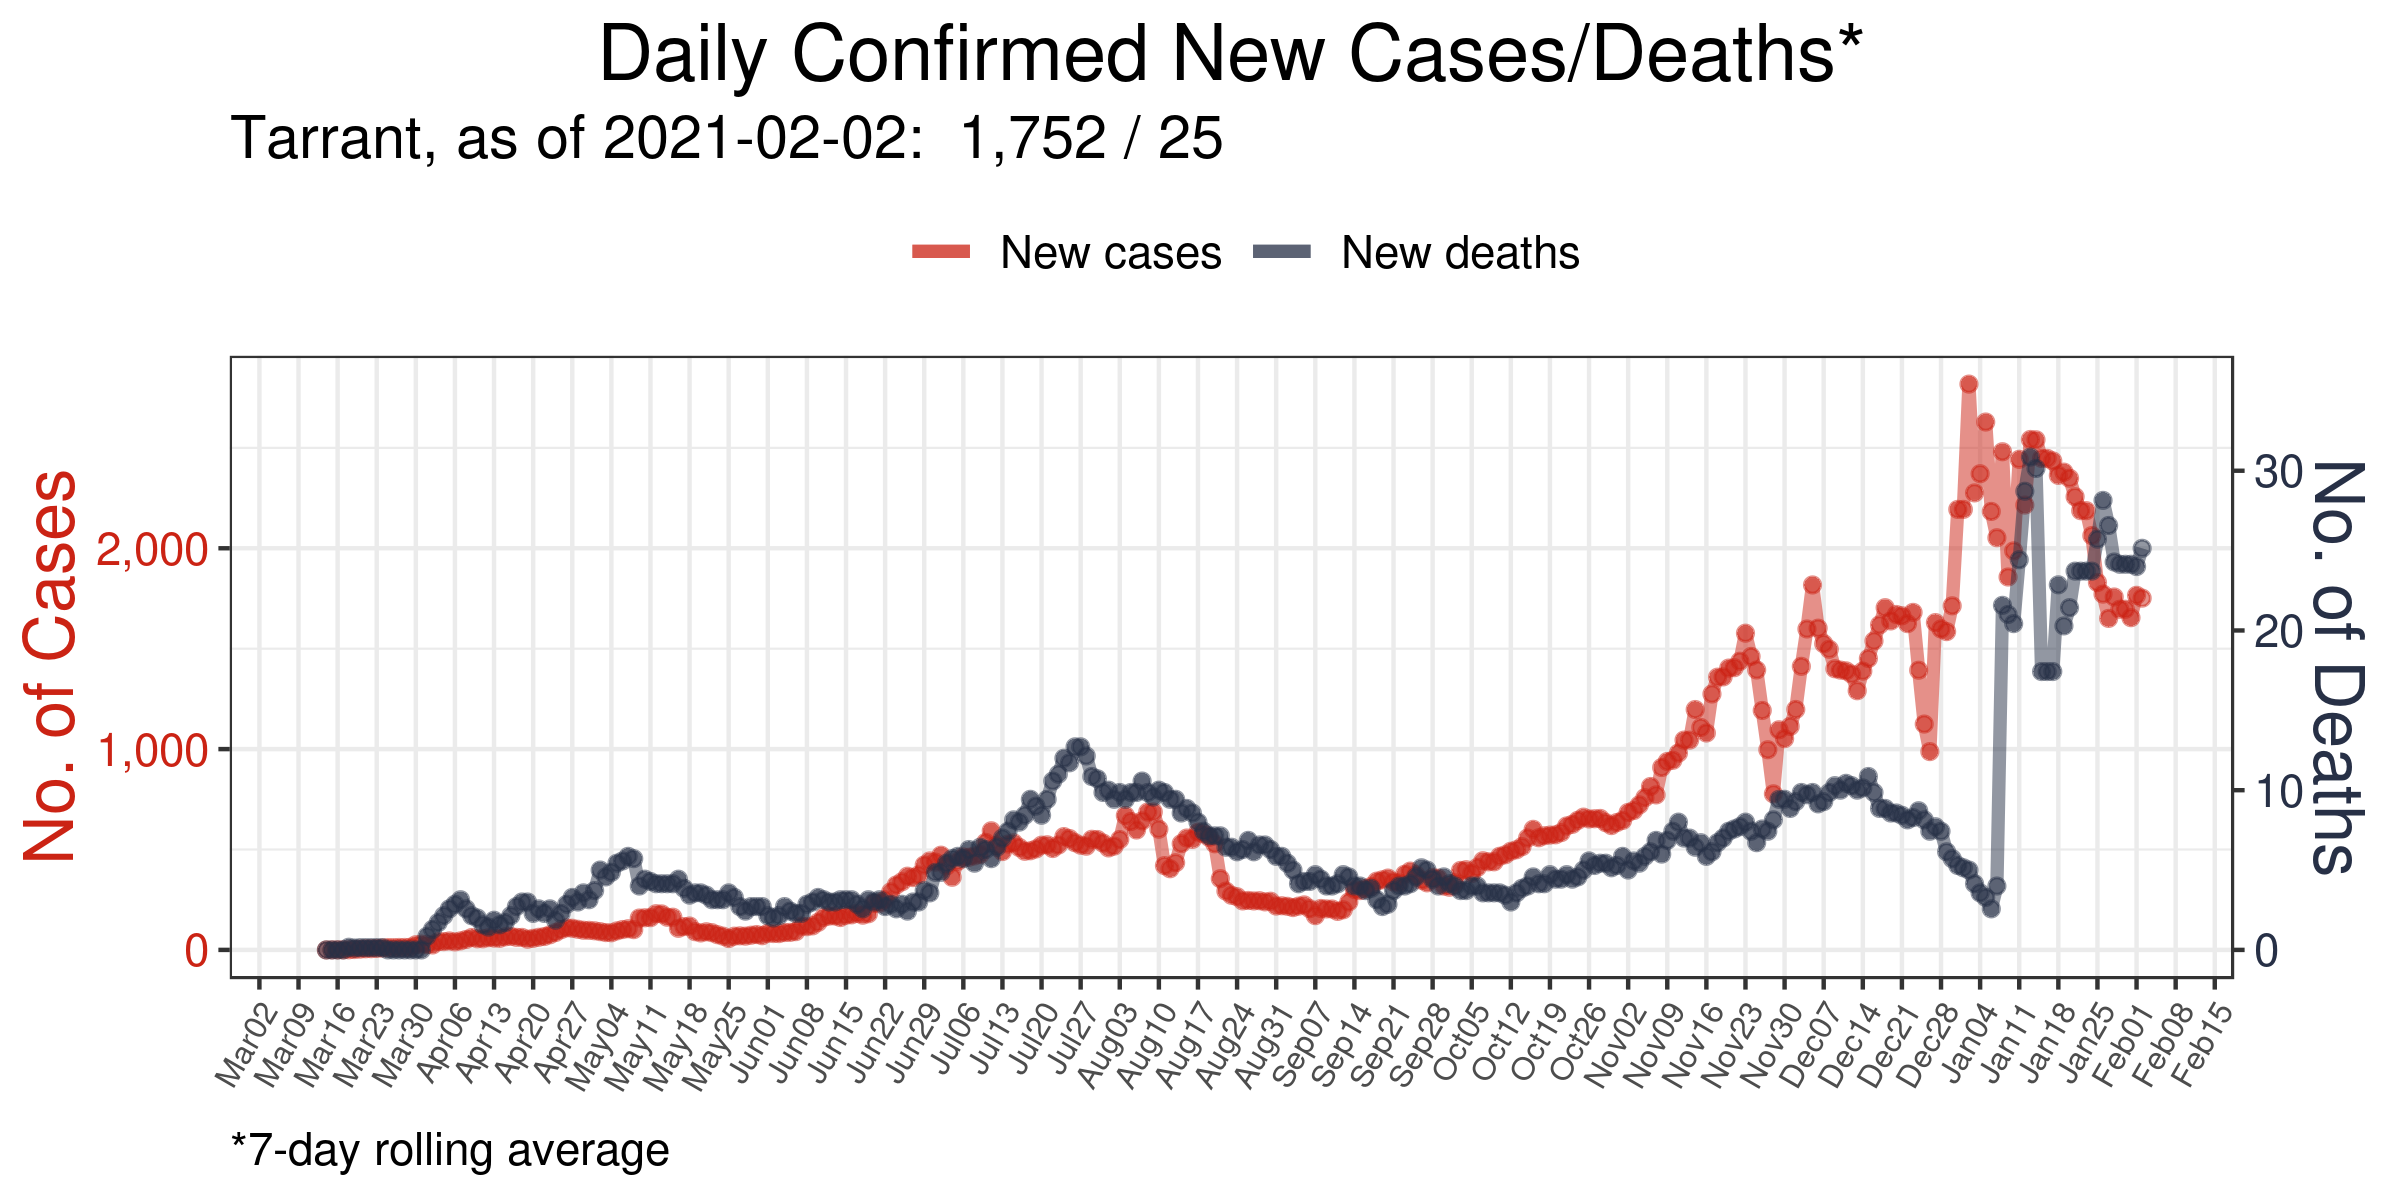 Daily Confirmed New Cases/Deaths*
Tarrant, as of 2021-02-02:  1,752 / 25
New cases
New deaths
No. of Cases
2,000
1,000
0
30
20
10
0
No. of Deaths
Mar02
Mar09
Mar16
Mar23
Mar30
Apr06
Apr13
Apr20
Apr27
May04
May11
May18
May25
Jun01
Jun08
Jun15
Jun22
Jun29
Jul06
Jul13
Jul20
Jul27
Aug03
Aug10
Aug17
Aug24
Aug31
Sep07
Sep14
Sep21
Sep28
Oct05
Oct12
Oct19
Oct26
Nov02
Nov09
Nov16
Nov23
Nov30
Dec07
Dec14
Dec21
Dec28
Jan04
Jan11
Jan18
Jan25
Feb01
Feb08
Feb15
*7-day rolling average